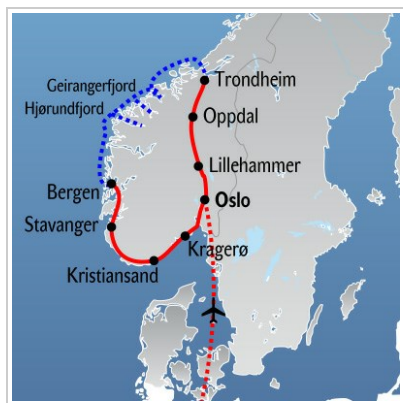 Geirangerfjord
Trondheim
Hjørundfjord
Oppdal
Lillehammer
Bergen
Oslo
Stavanger
Kragerø
Kristiansand